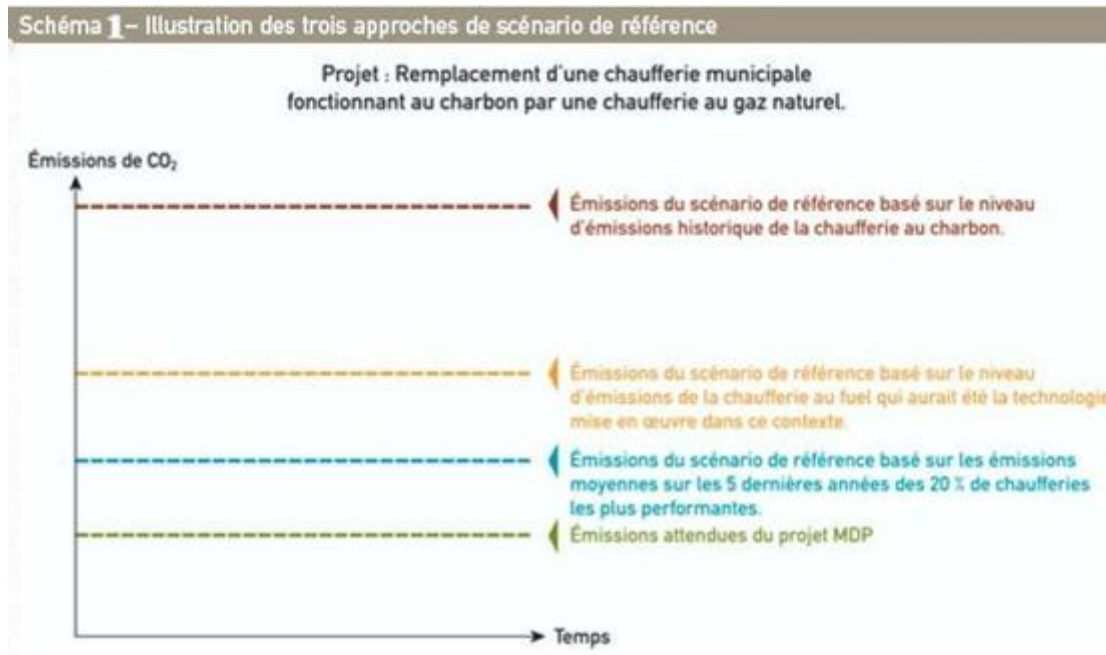 Schéma 1 – Illustration des trois approches de scénario de référence
Projet : Remplacement d'une chaufferie municipale
fonctionnant au charbon par une chaufferie au gaz naturel.
Émissions de CO₂
Émissions du scénario de référence basé sur le niveau
d'émissions historique de la chaufferie au charbon.
Émissions du scénario de référence basé sur le niveau
d'émissions de la chaufferie au fuel qui aurait été la technologie
mise en œuvre dans ce contexte.
Émissions du scénario de référence basé sur les émissions
moyennes sur les 5 dernières années des 20 % de chaufferies
les plus performantes.
Émissions attendues du projet MDP
Temps